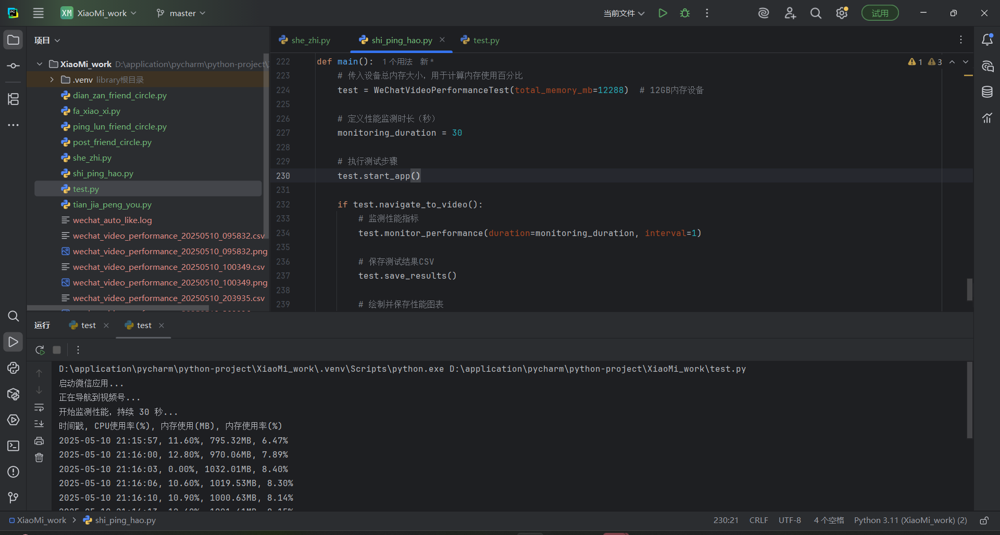 PC
XM XiaoMi_work
master
当前文件
试用
项目
XiaoMi_work D:\application\pycharm\python-project\
.venv library根目录
dian_zan_friend_circle.py
fa_xiao_xi.py
ping_lun_friend_circle.py
post_friend_circle.py
she_zhi.py
shi_ping_hao.py
test.py
tian_jia_peng_you.py
wechat_auto_like.log
wechat_video_performance_20250510_095832.csv
wechat_video_performance_20250510_095832.png
wechat_video_performance_20250510_100349.csv
wechat_video_performance_20250510_100349.png
wechat_video_performance_20250510_203935.csv
she_zhi.py
shi_ping_hao.py
test.py
1 3
222 def main(): 1个用法 新 *
223 # 传入设备总内存大小，用于计算内存使用百分比
224 test = WeChatVideoPerformanceTest(total_memory_mb=12288) # 12GB内存设备
225
226 # 定义性能监测时长（秒）
227 monitoring_duration = 30
228
229 # 执行测试步骤
230 test.start_app()
231
232 if test.navigate_to_video():
233 # 监测性能指标
234 test.monitor_performance(duration=monitoring_duration, interval=1)
235
236 # 保存测试结果CSV
237 test.save_results()
238
239 # 绘制并保存性能图表
运行
test
test
D:\application\pycharm\python-project\XiaoMi_work\.venv\Scripts\python.exe D:\application\pycharm\python-project\XiaoMi_work\test.py
启动微信应用...
正在导航到视频号...
开始监测性能，持续 30 秒...
时间戳, CPU使用率(%), 内存使用(MB), 内存使用率(%)
2025-05-10 21:15:57, 11.60%, 795.32MB, 6.47%
2025-05-10 21:16:00, 12.80%, 970.06MB, 7.89%
2025-05-10 21:16:03, 0.00%, 1032.01MB, 8.40%
2025-05-10 21:16:06, 10.60%, 1019.53MB, 8.30%
2025-05-10 21:16:10, 10.90%, 1000.63MB, 8.14%
XiaoMi_work
shi_ping_hao.py
230:21
CRLF
UTF-8
4 个空格
Python 3.11 (XiaoMi_work) (2)